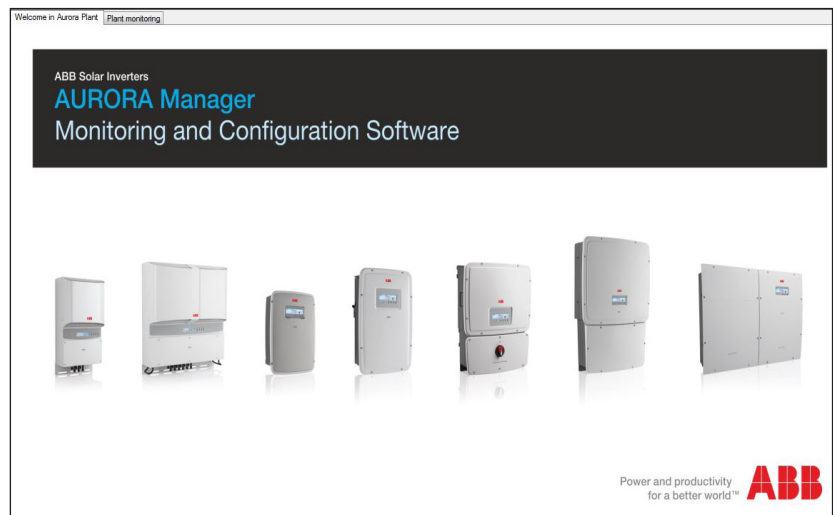 Welcome in Aurora Plant
Plant monitoring
ABB Solar Inverters
AURORA Manager
Monitoring and Configuration Software
Power and productivity
for a better world™
ABB